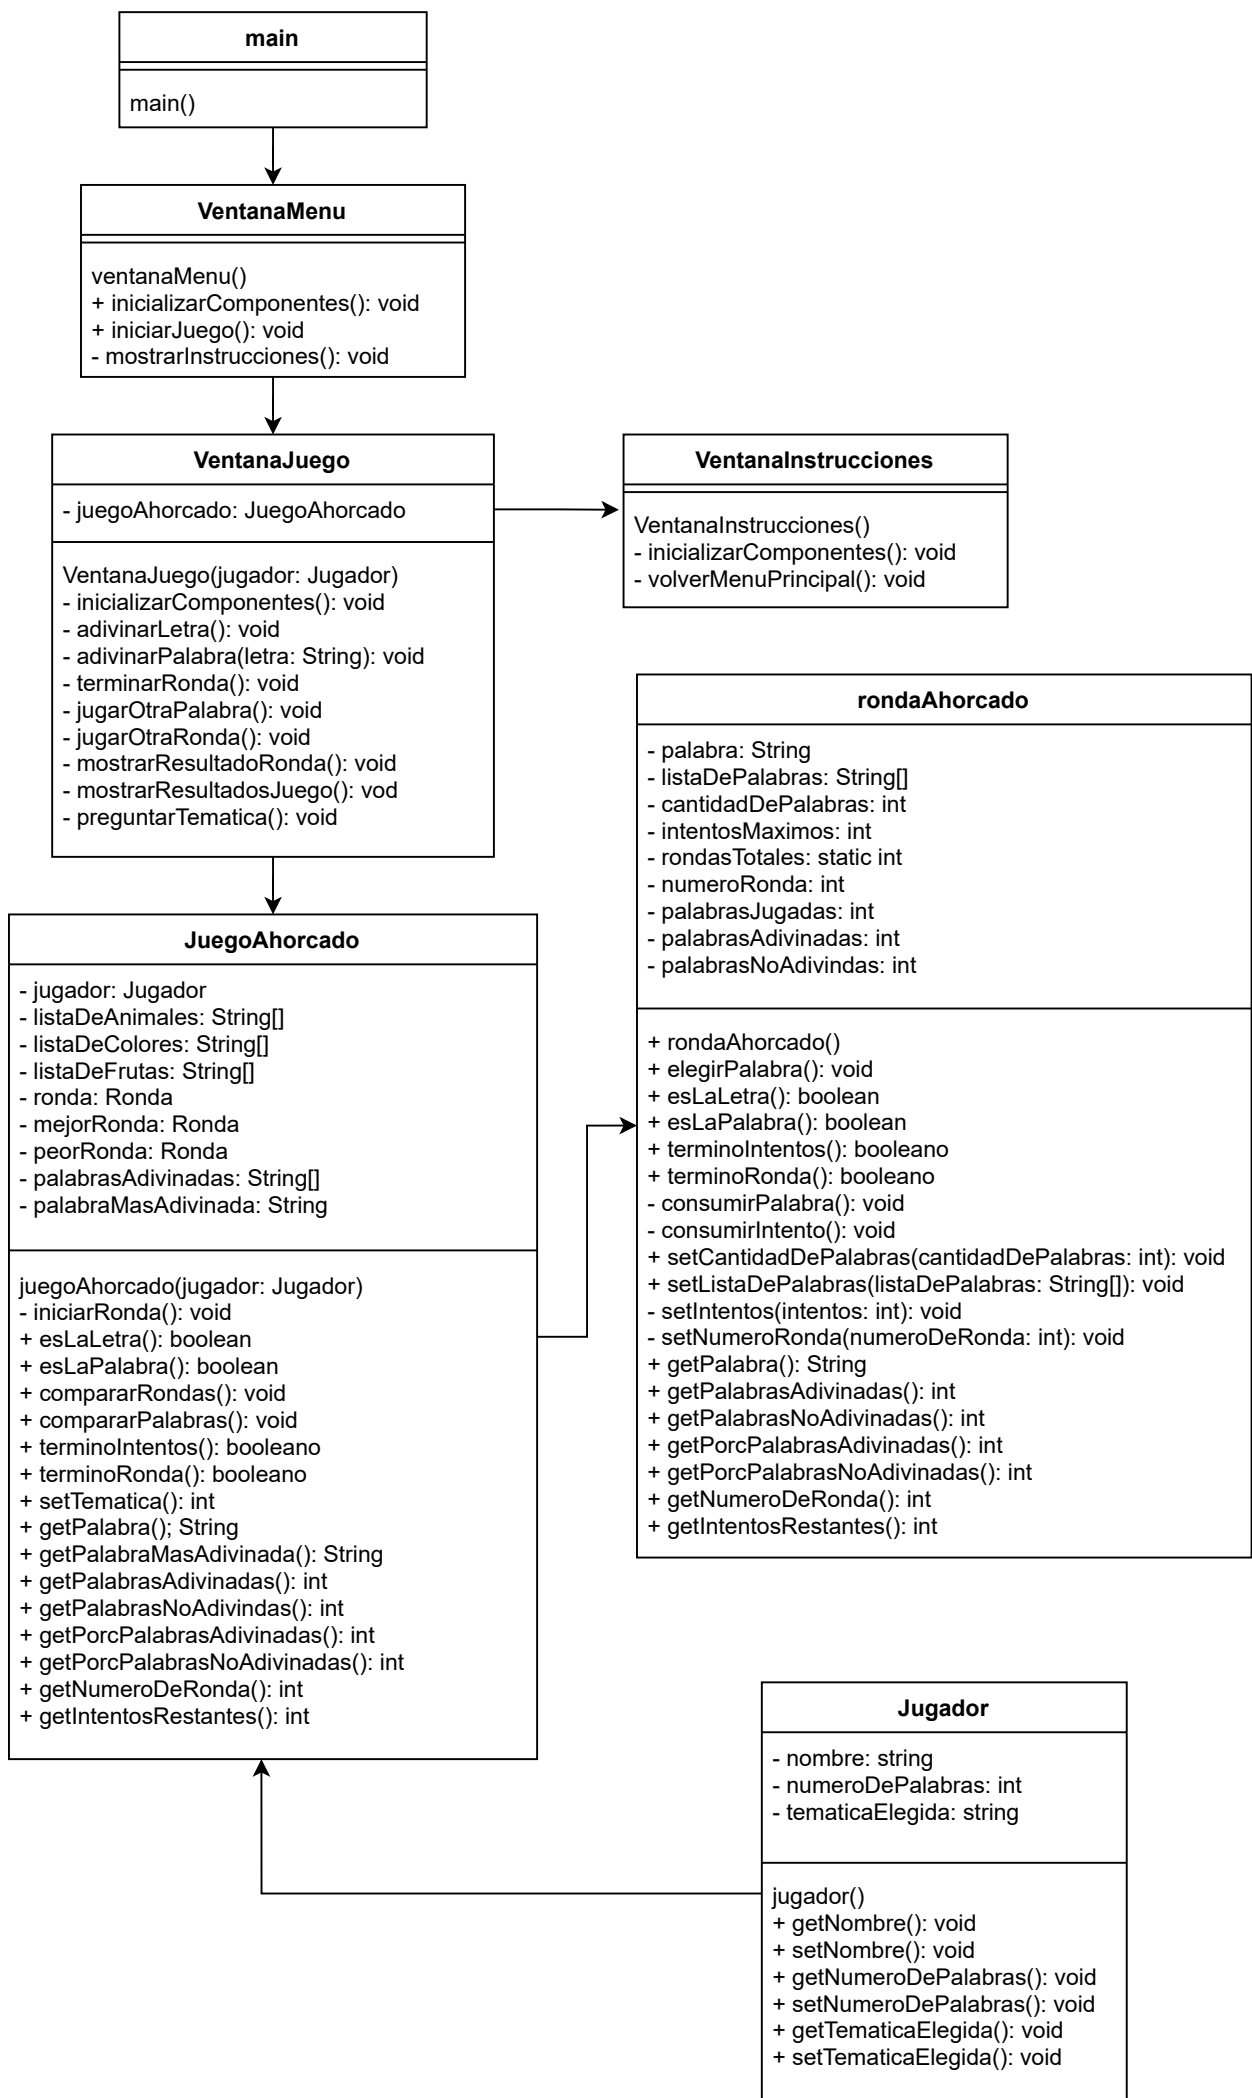 main
main()
VentanaMenu
ventanaMenu()
+ inicializarComponentes(): void
+ iniciarJuego(): void
- mostrarInstrucciones(): void
VentanaJuego
- juegoAhorcado: JuegoAhorcado
VentanaJuego(jugador: Jugador)
- inicializarComponentes(): void
- adivinarLetra(): void
- adivinarPalabra(letra: String): void
- terminarRonda(): void
- jugarOtraPalabra(): void
- jugarOtraRonda(): void
- mostrarResultadoRonda(): void
- mostrarResultadosJuego(): vod
- preguntarTematica(): void
VentanaInstrucciones
VentanaInstrucciones()
- inicializarComponentes(): void
- volverMenuPrincipal(): void
rondaAhorcado
- palabra: String
- listaDePalabras: String[]
- cantidadDePalabras: int
- intentosMaximos: int
- rondasTotales: static int
- numeroRonda: int
- palabrasJugadas: int
- palabrasAdivinadas: int
- palabrasNoAdivindas: int
+ rondaAhorcado()
+ elegirPalabra(): void
+ esLaLetra(): boolean
+ esLaPalabra(): boolean
+ terminoIntentos(): booleano
+ terminoRonda(): booleano
- consumirPalabra(): void
- consumirIntento(): void
+ setCantidadDePalabras(cantidadDePalabras: int): void
+ setListaDePalabras(listaDePalabras: String[]): void
- setIntentos(intentos: int): void
- setNumeroRonda(numeroDeRonda: int): void
+ getPalabra(): String
+ getPalabrasAdivinadas(): int
+ getPalabrasNoAdivinadas(): int
+ getPorcPalabrasAdivinadas(): int
+ getPorcPalabrasNoAdivinadas(): int
+ getNumeroDeRonda(): int
+ getIntentosRestantes(): int
JuegoAhorcado
- jugador: Jugador
- listaDeAnimales: String[]
- listaDeColores: String[]
- listaDeFrutas: String[]
- ronda: Ronda
- mejorRonda: Ronda
- peorRonda: Ronda
- palabrasAdivinadas: String[]
- palabraMasAdivinada: String
juegoAhorcado(jugador: Jugador)
- iniciarRonda(): void
+ esLaLetra(): boolean
+ esLaPalabra(): boolean
+ compararRondas(): void
+ compararPalabras(): void
+ terminoIntentos(): booleano
+ terminoRonda(): booleano
+ setTematica(): int
+ getPalabra(); String
+ getPalabraMasAdivinada(): String
+ getPalabrasAdivinadas(): int
+ getPalabrasNoAdivindas(): int
+ getPorcPalabrasAdivinadas(): int
+ getPorcPalabrasNoAdivinadas(): int
+ getNumeroDeRonda(): int
+ getIntentosRestantes(): int
Jugador
- nombre: string
- numeroDePalabras: int
- tematicaElegida: string
jugador()
+ getNombre(): void
+ setNombre(): void
+ getNumeroDePalabras(): void
+ setNumeroDePalabras(): void
+ getTematicaElegida(): void
+ setTematicaElegida(): void